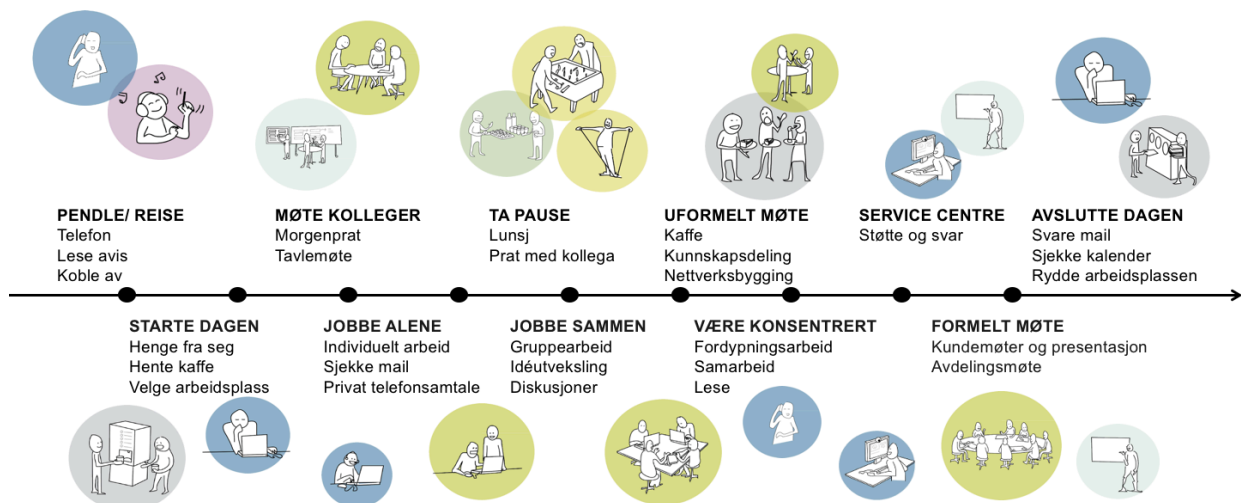 PENDLE/ REISE
Telefon
Lese avis
Koble av
MØTE KOLLEGER
Morgenprat
Tavlemøte
TA PAUSE
Lunsj
Prat med kollega
UFORMELT MØTE
Kaffe
Kunnskapsdeling
Nettverksbygging
SERVICE CENTRE
Støtte og svar
AVSLUTTE DAGEN
Svare mail
Sjekke kalender
Rydde arbeidsplassen
STARTE DAGEN
Henge fra seg
Hente kaffe
Velge arbeidsplass
JOBBE ALENE
Individuelt arbeid
Sjekke mail
Privat telefonsamtale
JOBBE SAMMEN
Gruppearbeid
Idéutveksling
Diskusjoner
VÆRE KONSENTRERT
Fordypningsarbeid
Samarbeid
Lese
FORMELT MØTE
Kundemøter og presentasjon
Avdelingsmøte